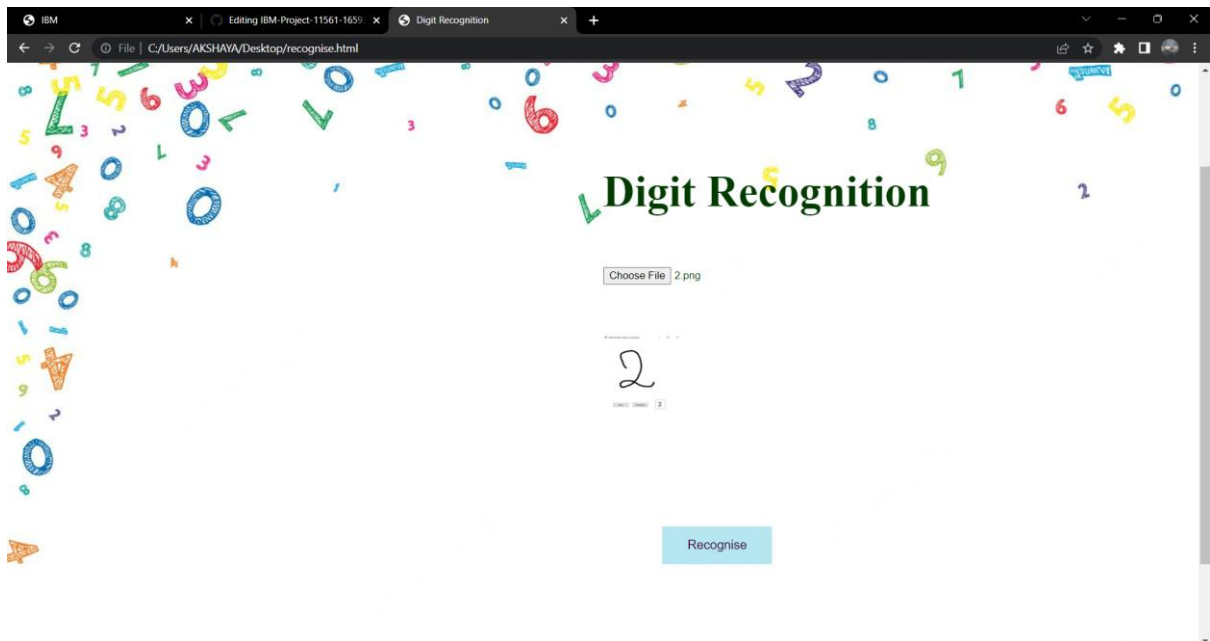 IBM
Editing IBM-Project-11561-1659
Digit Recognition
File | C:/Users/AKSHAYA/Desktop/recognise.html
Digit Recognition
Choose File 2.png
2
2
Recognise